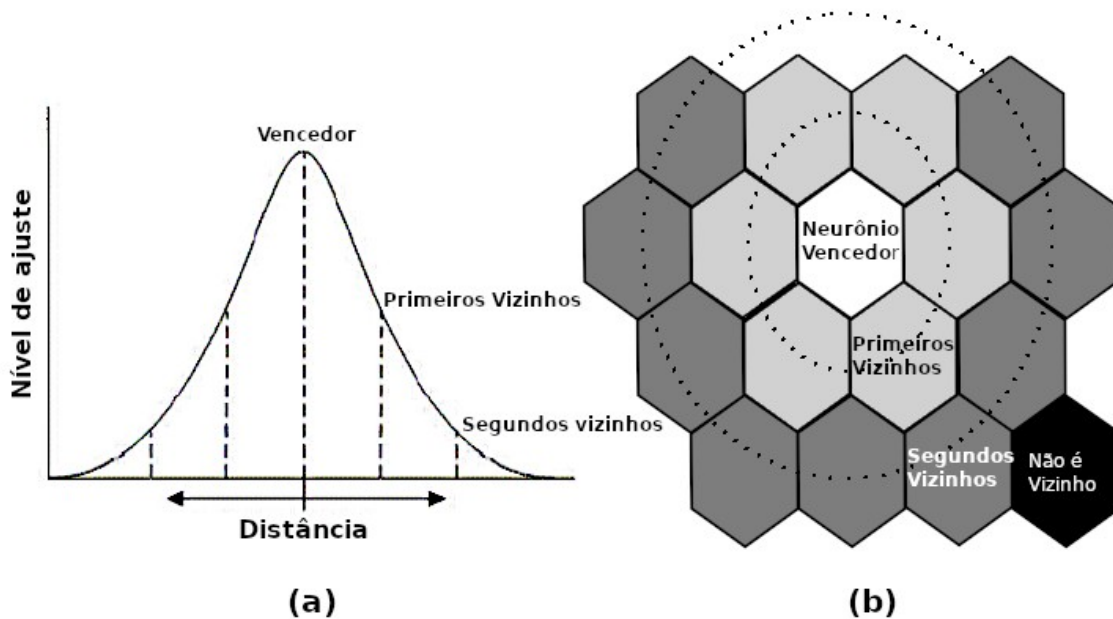 Vencedor
Nível de ajuste
Primeiros Vizinhos
Segundos vizinhos
Distância
(a)
Neurônio
Vencedor
Primeiros
Vizinhos
Segundos
Vizinhos
Não é
Vizinho
(b)